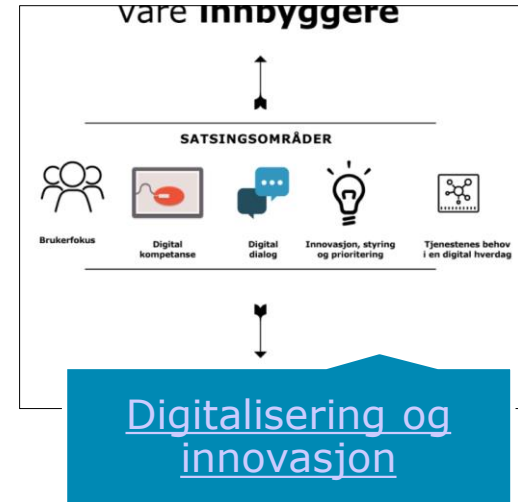 våre innbyggere
SATSINGSOMRÅDER
Brukerfokus
Digital
kompetanse
Digital
dialog
Innovasjon, styring
og prioritering
Tjenestenes behov
i en digital hverdag
Digitalisering og
innovasjon